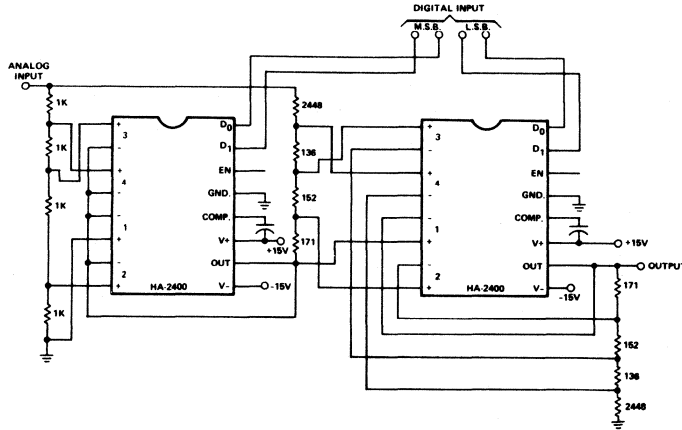 DIGITAL INPUT
M.S.B. L.S.B.
ANALOG
INPUT
1K
1K
1K
1K
+
3
-
+
4
-
-
1
+
-
2
+
D0
D1
EN
GND.
COMP.
V+
OUT
V-
HA-2400
+15V
-15V
2448
136
152
171
+
3
-
+
4
-
-
1
+
-
2
+
D0
D1
EN
GND.
COMP.
V+
OUT
V-
HA-2400
+15V
OUTPUT
-15V
171
152
136
2448